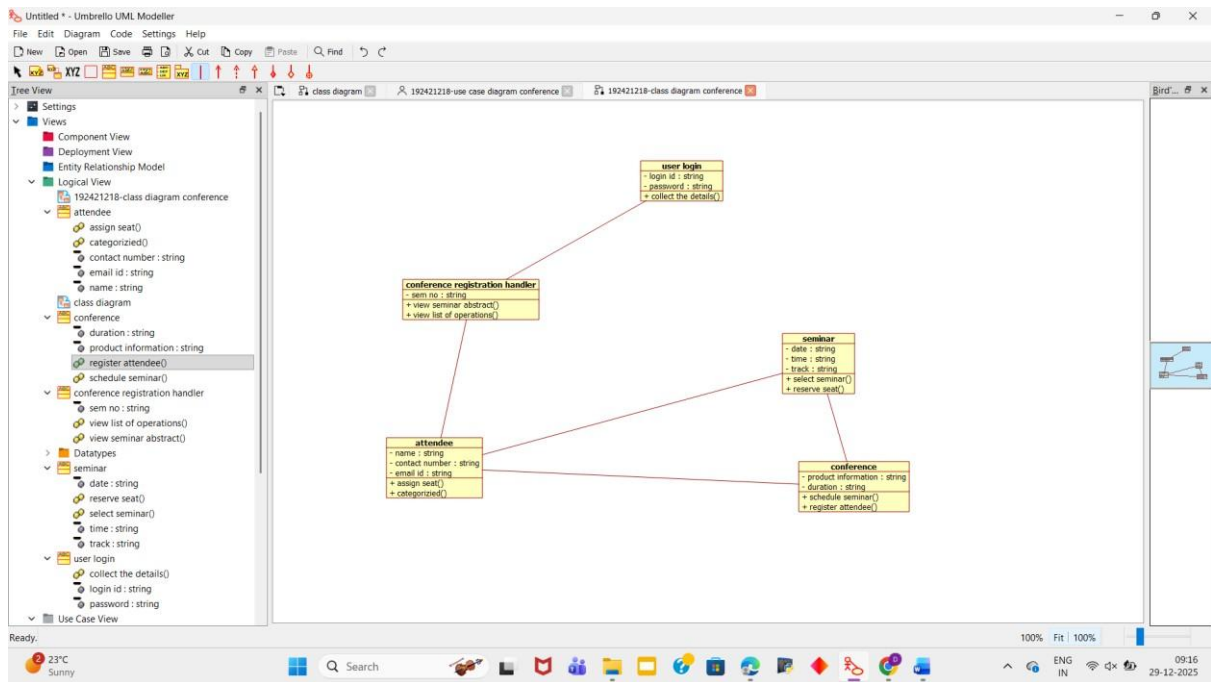 Untitled * - Umbrello UML Modeller
File Edit Diagram Code Settings Help
New Open Save Cut Copy Paste Find
XYZ
Tree View
Settings
Views
Component View
Deployment View
Entity Relationship Model
Logical View
192421218-class diagram conference
attendee
assign seat()
categorizied()
contact number : string
email id : string
name : string
class diagram
conference
duration : string
product information : string
register attendee()
schedule seminar()
conference registration handler
sem no : string
view list of operations()
view seminar abstract()
Datatypes
seminar
date : string
reserve seat()
select seminar()
time : string
track : string
user login
collect the details()
login id : string
password : string
Use Case View
class diagram
192421218-use case diagram conference
192421218-class diagram conference
Bird'...
user login
- login id : string
- password : string
+ collect the details()
conference registration handler
- sem no : string
+ view seminar abstract()
+ view list of operations()
seminar
- date : string
- time : string
- track : string
+ select seminar()
+ reserve seat()
attendee
- name : string
- contact number : string
- email id : string
+ assign seat()
+ categorizied()
conference
- product information : string
- duration : string
+ schedule seminar()
+ register attendee()
Ready.
100% Fit 100%
2
23°C
Sunny
Search
ENG
IN
09:16
29-12-2025